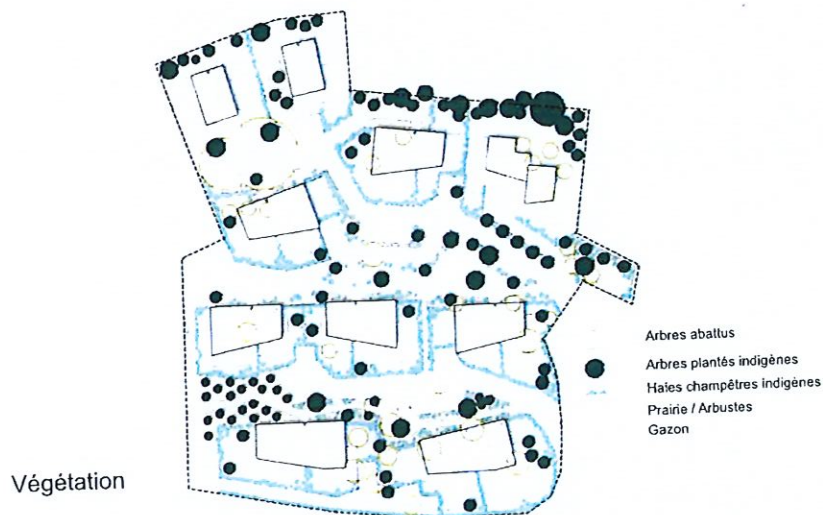 Arbres abattus
Arbres plantés indigènes
Haies champêtres indigènes
Prairie / Arbustes
Gazon
Végétation